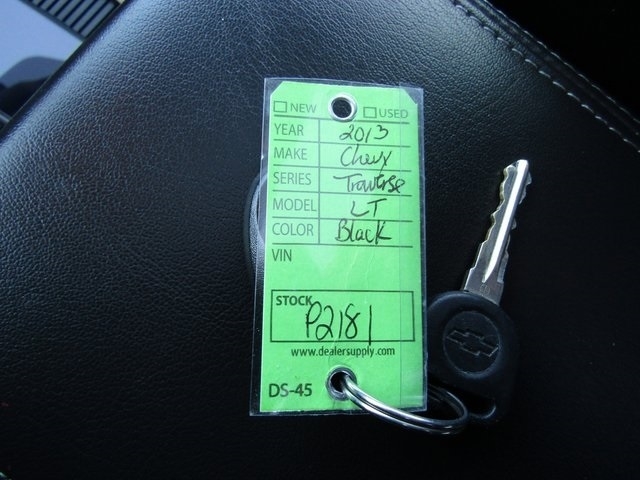 NEW USED
YEAR 2013
MAKE Chevy
SERIES Traverse
MODEL LT
COLOR Black
VIN
STOCK P2181
www.dealersupply.com
DS-45